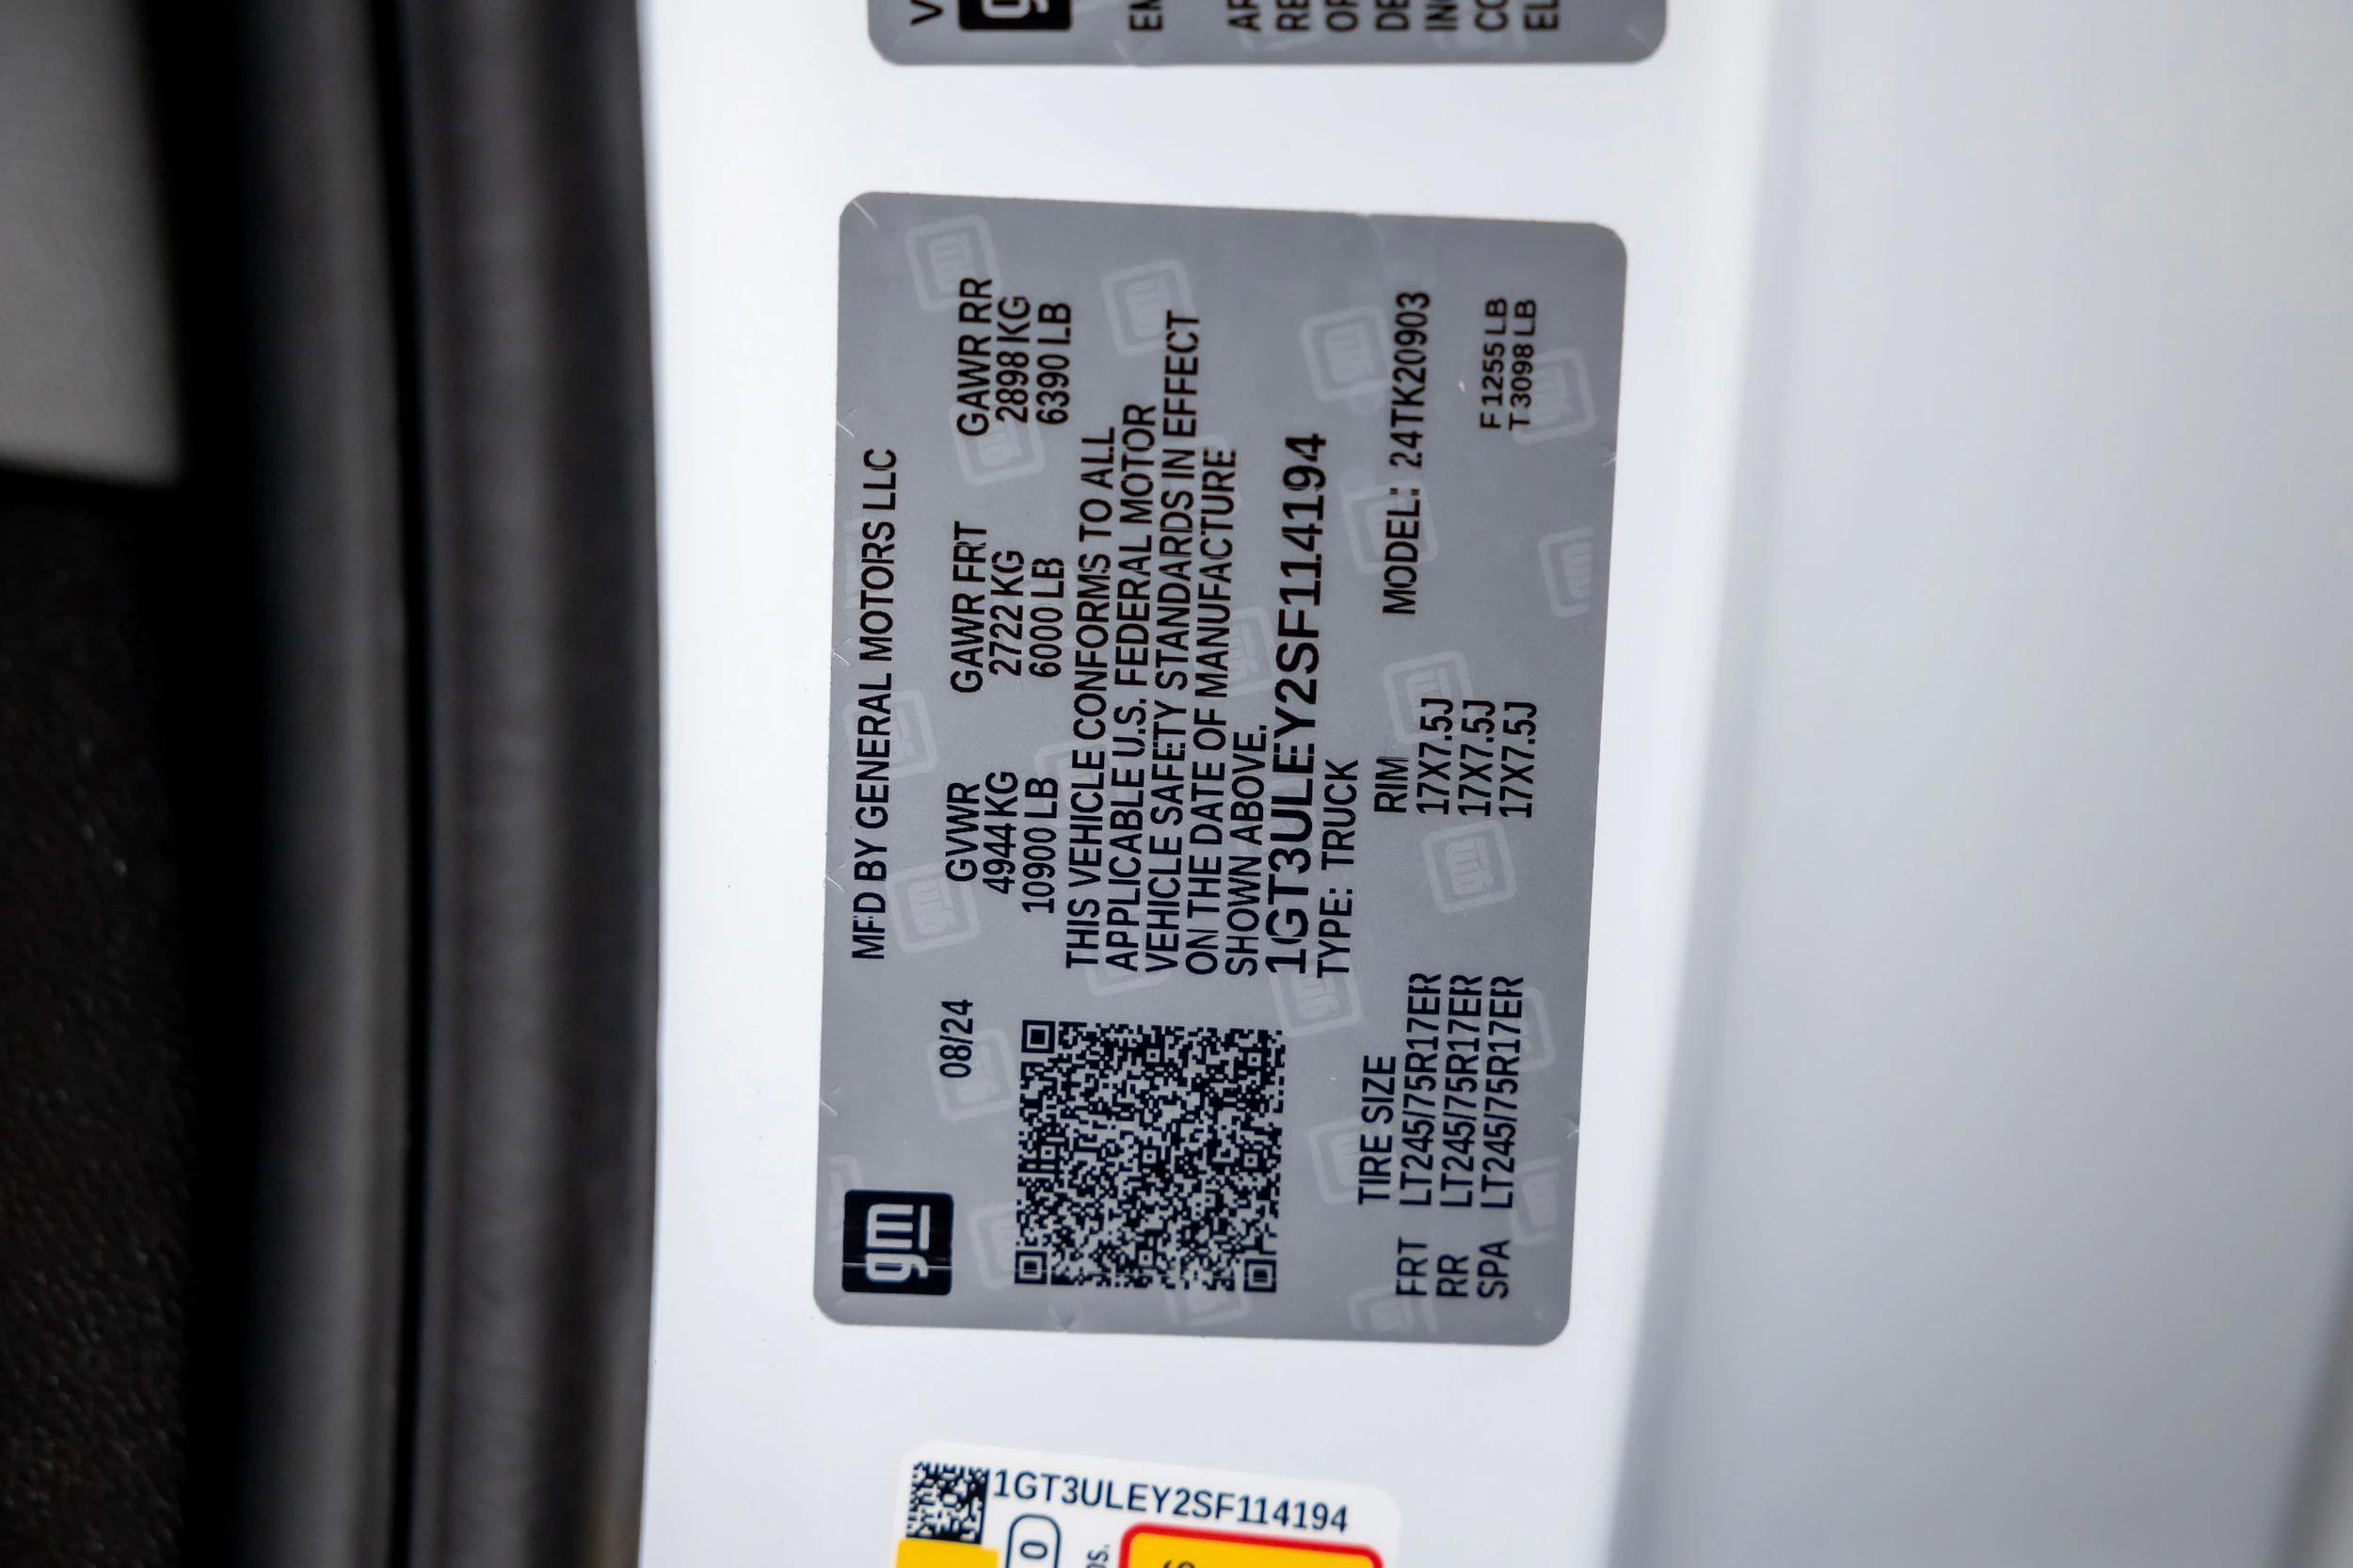 gm
MFD BY GENERAL MOTORS LLC
08/24
GVWR GAWR FRT GAWR RR
4944 KG 2722 KG 2898 KG
10900 LB 6000 LB 6390 LB
THIS VEHICLE CONFORMS TO ALL
APPLICABLE U.S. FEDERAL MOTOR
VEHICLE SAFETY STANDARDS IN EFFECT
ON THE DATE OF MANUFACTURE
SHOWN ABOVE.
1GT3ULEY2SF114194
TYPE: TRUCK
TIRE SIZE RIM MODEL: 24TK20903
FRT LT245/75R17ER 17X7.5J
RR LT245/75R17ER 17X7.5J F 1255 LB
SPA LT245/75R17ER 17X7.5J T 3098 LB
1GT3ULEY2SF114194